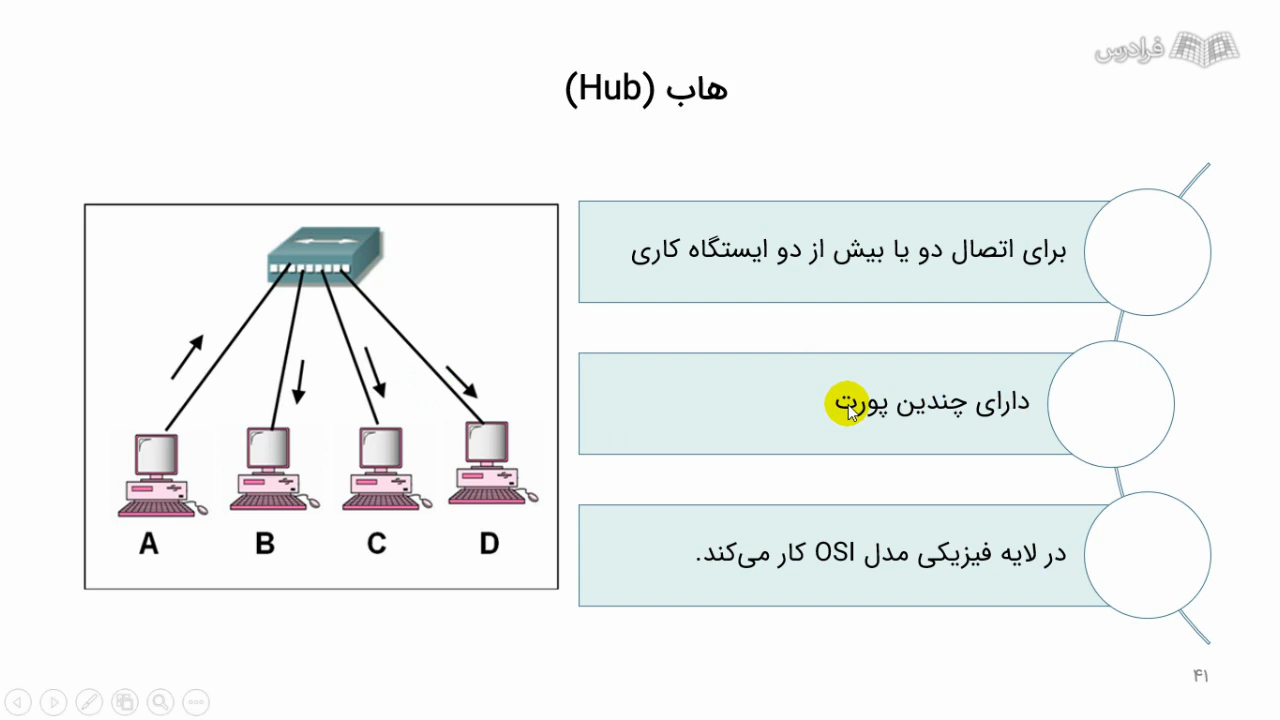 فرادرس
هاب (Hub)
برای اتصال دو یا بیش از دو ایستگاه کاری
دارای چندین پورت
در لایه فیزیکی مدل OSI کار می‌کند.
A B C D
۴۱